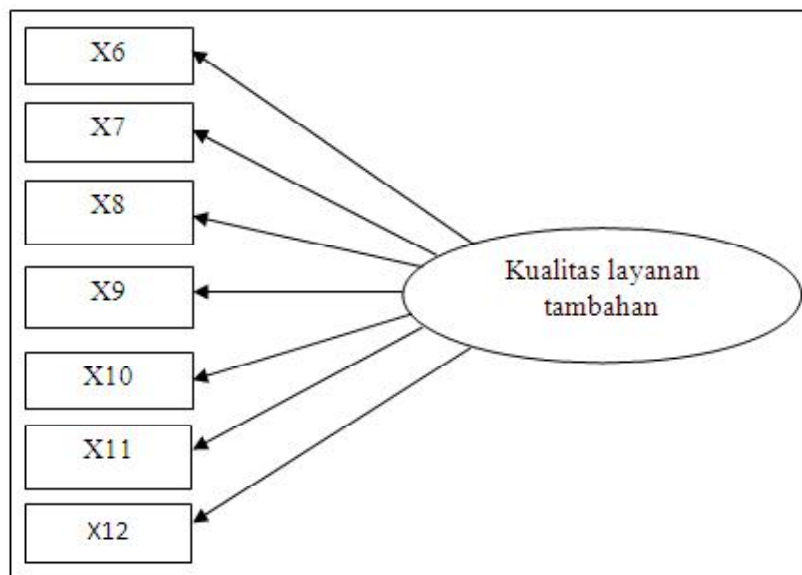 X6
X7
X8
X9
X10
X11
X12
Kualitas layanan
tambahan